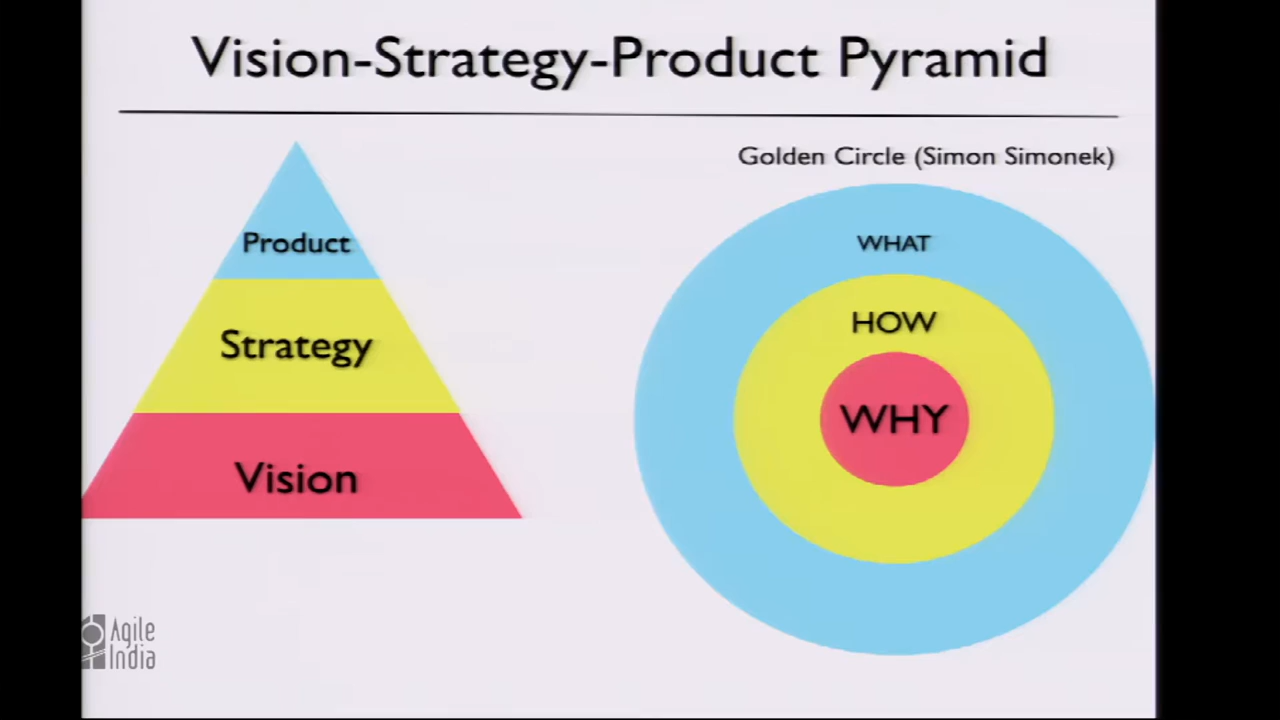 Vision-Strategy-Product Pyramid
Golden Circle (Simon Simonek)
Product
Strategy
Vision
WHAT
HOW
WHY
Agile
India